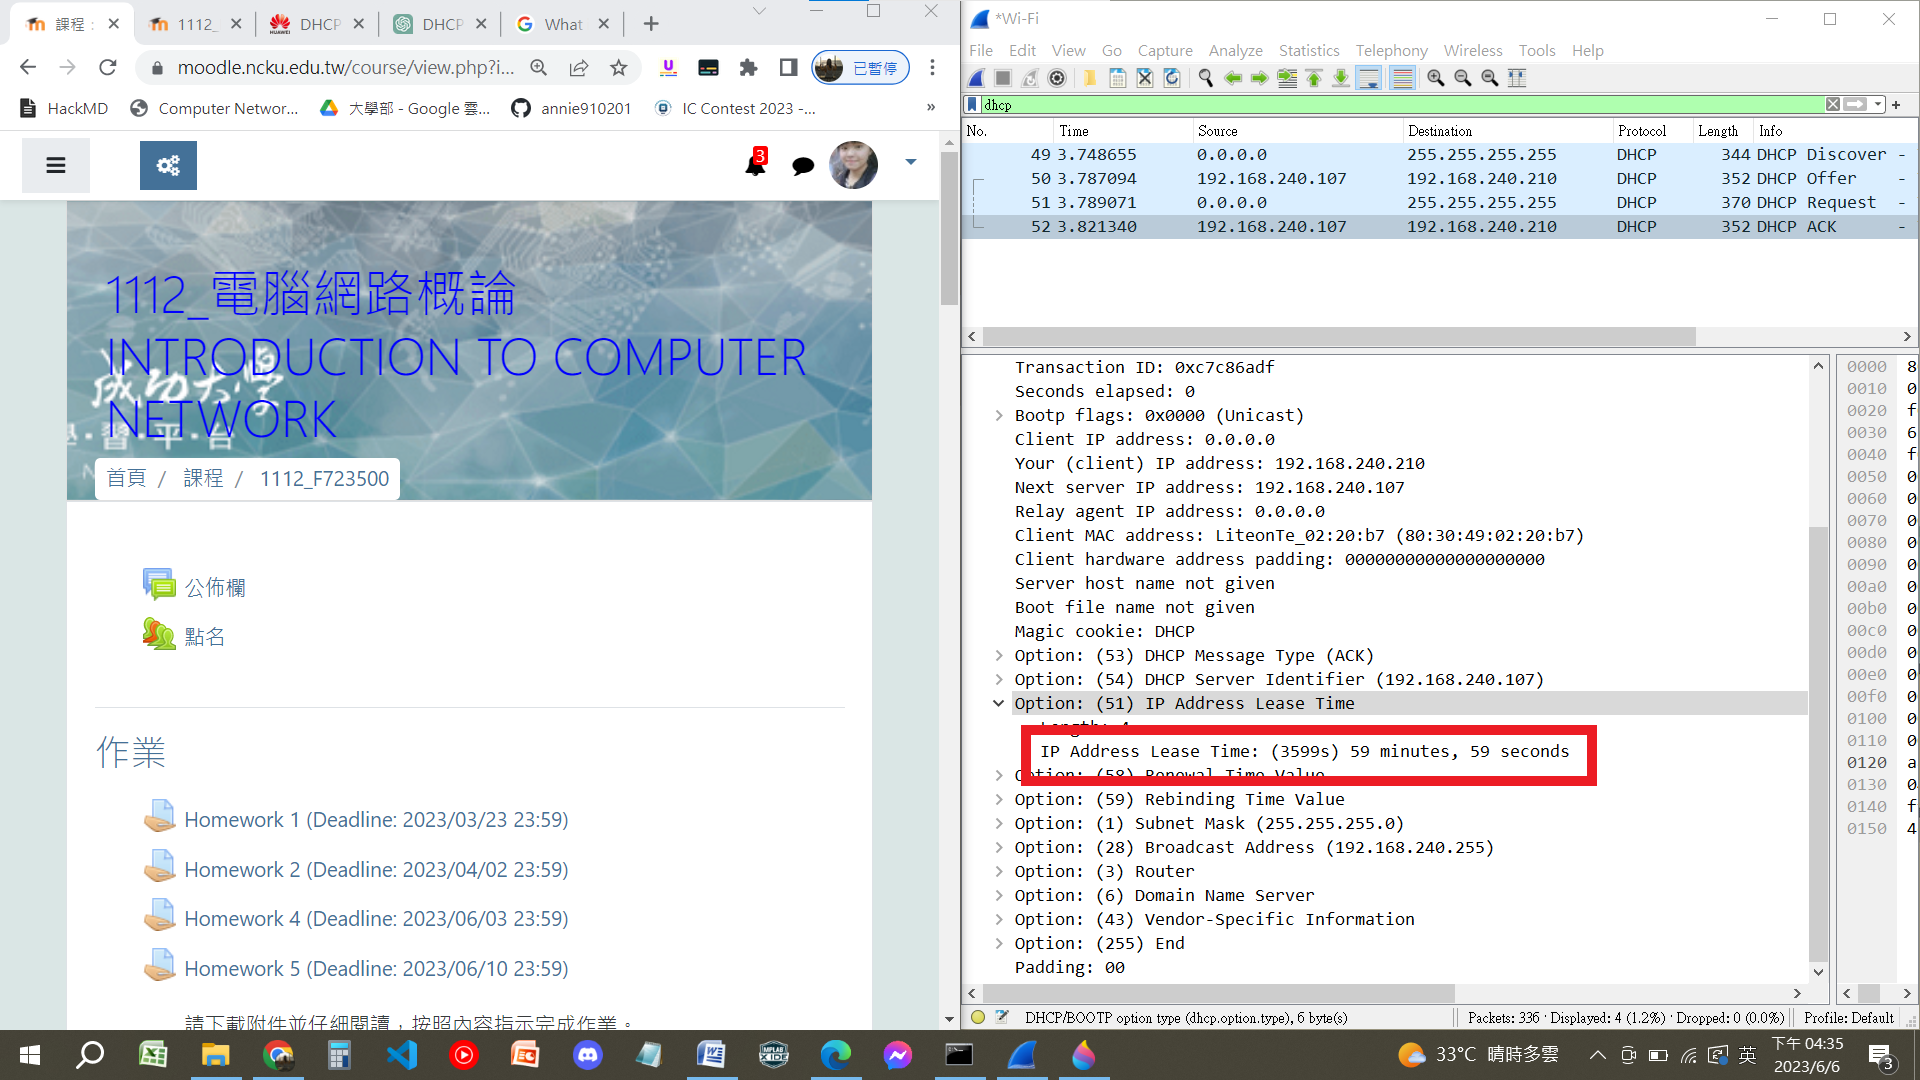 課程 :
1112_
DHCP
DHCP
What
moodle.ncku.edu.tw/course/view.php?i...
已暫停
HackMD
Computer Networ...
大學部 - Google 雲...
annie910201
IC Contest 2023 -...
»
3
1112_電腦網路概論
INTRODUCTION TO COMPUTER
NETWORK
首頁 / 課程 / 1112_F723500
公佈欄
點名
作業
Homework 1 (Deadline: 2023/03/23 23:59)
Homework 2 (Deadline: 2023/04/02 23:59)
Homework 4 (Deadline: 2023/06/03 23:59)
Homework 5 (Deadline: 2023/06/10 23:59)
請下載附件並仔細閱讀，按照內容指示完成作業。
*Wi-Fi
File Edit View Go Capture Analyze Statistics Telephony Wireless Tools Help
dhcp
No. Time Source Destination Protocol Length Info
49 3.748655 0.0.0.0 255.255.255.255 DHCP 344 DHCP Discover -
50 3.787094 192.168.240.107 192.168.240.210 DHCP 352 DHCP Offer -
51 3.789071 0.0.0.0 255.255.255.255 DHCP 370 DHCP Request -
52 3.821340 192.168.240.107 192.168.240.210 DHCP 352 DHCP ACK -
Transaction ID: 0xc7c86adf
Seconds elapsed: 0
Bootp flags: 0x0000 (Unicast)
Client IP address: 0.0.0.0
Your (client) IP address: 192.168.240.210
Next server IP address: 192.168.240.107
Relay agent IP address: 0.0.0.0
Client MAC address: LiteonTe_02:20:b7 (80:30:49:02:20:b7)
Client hardware address padding: 00000000000000000000
Server host name not given
Boot file name not given
Magic cookie: DHCP
Option: (53) DHCP Message Type (ACK)
Option: (54) DHCP Server Identifier (192.168.240.107)
Option: (51) IP Address Lease Time
Length: 4
IP Address Lease Time: (3599s) 59 minutes, 59 seconds
Option: (58) Renewal Time Value
Option: (59) Rebinding Time Value
Option: (1) Subnet Mask (255.255.255.0)
Option: (28) Broadcast Address (192.168.240.255)
Option: (3) Router
Option: (6) Domain Name Server
Option: (43) Vendor-Specific Information
Option: (255) End
Padding: 00
0000 8
0010 0
0020 f
0030 6
0040 f
0050 0
0060 0
0070 0
0080 0
0090 0
00a0 0
00b0 0
00c0 0
00d0 0
00e0 0
00f0 0
0100 0
0110 0
0120 a
0130 0
0140 f
0150 4
DHCP/BOOTP option type (dhcp.option.type), 6 byte(s)
Packets: 336 · Displayed: 4 (1.2%) · Dropped: 0 (0.0%)
Profile: Default
33°C 晴時多雲
英
下午 04:35
2023/6/6
3